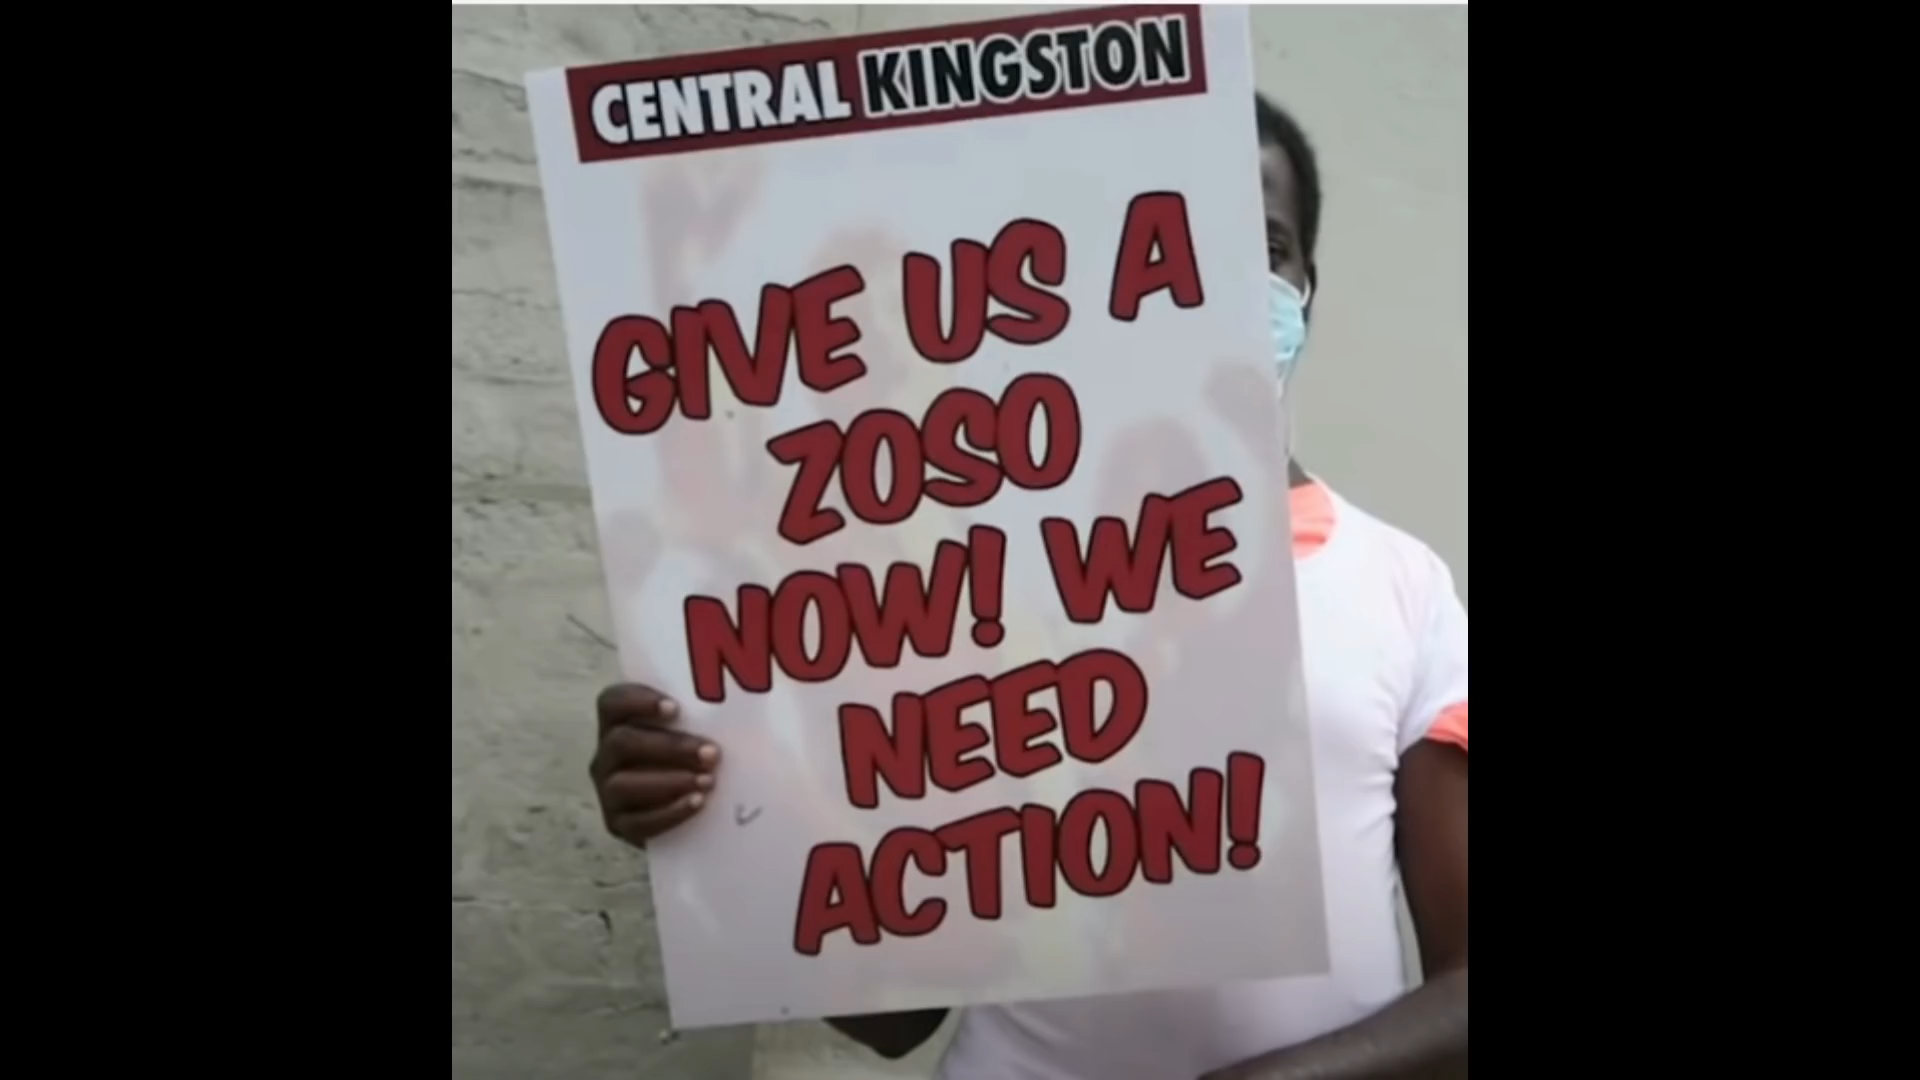 CENTRAL KINGSTON
GIVE US A
ZOSO
NOW! WE
NEED
ACTION!